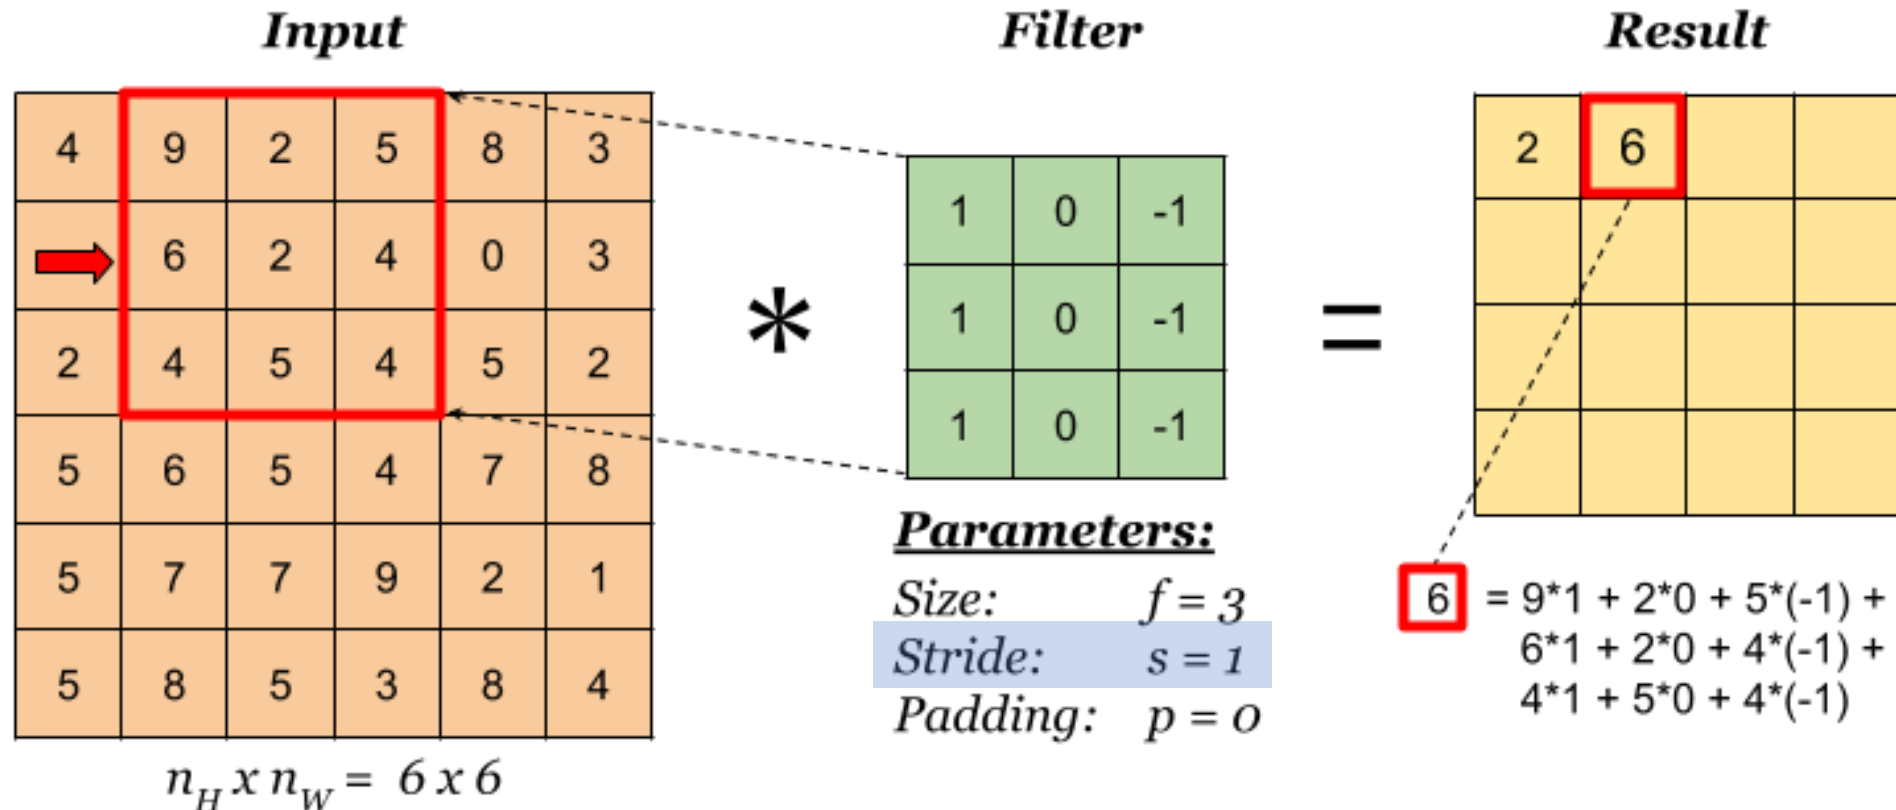 Input
Filter
Result
4 9 2 5 8 3
6 2 4 0 3
2 4 5 4 5 2
5 6 5 4 7 8
5 7 7 9 2 1
5 8 5 3 8 4
n_H x n_W = 6 x 6
*
1 0 -1
1 0 -1
1 0 -1
Parameters:
Size: f = 3
Stride: s = 1
Padding: p = 0
=
2 6
6 = 9*1 + 2*0 + 5*(-1) +
6*1 + 2*0 + 4*(-1) +
4*1 + 5*0 + 4*(-1)